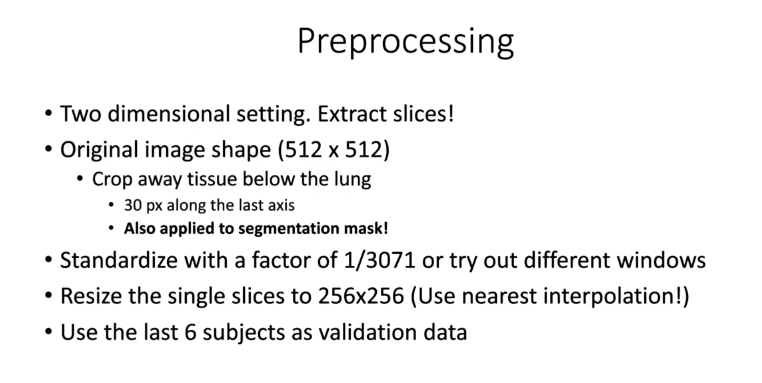 Preprocessing
• Two dimensional setting. Extract slices!
• Original image shape (512 x 512)
• Crop away tissue below the lung
• 30 px along the last axis
• Also applied to segmentation mask!
• Standardize with a factor of 1/3071 or try out different windows
• Resize the single slices to 256x256 (Use nearest interpolation!)
• Use the last 6 subjects as validation data